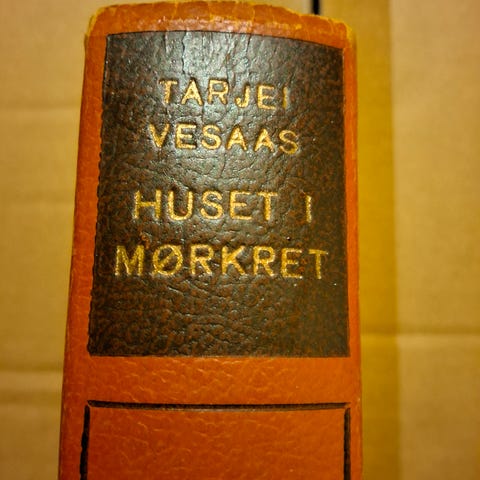 TARJEI
VESAAS
HUSET I
MØRKRET